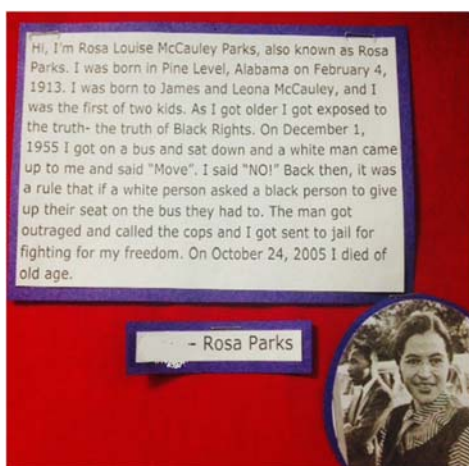 Hi, I'm Rosa Louise McCauley Parks, also known as Rosa
Parks. I was born in Pine Level, Alabama on February 4,
1913. I was born to James and Leona McCauley, and I
was the first of two kids. As I got older I got exposed to
the truth- the truth of Black Rights. On December 1,
1955 I got on a bus and sat down and a white man came
up to me and said "Move". I said "NO!" Back then, it was
a rule that if a white person asked a black person to give
up their seat on the bus they had to. The man got
outraged and called the cops and I got sent to jail for
fighting for my freedom. On October 24, 2005 I died of
old age.
- Rosa Parks